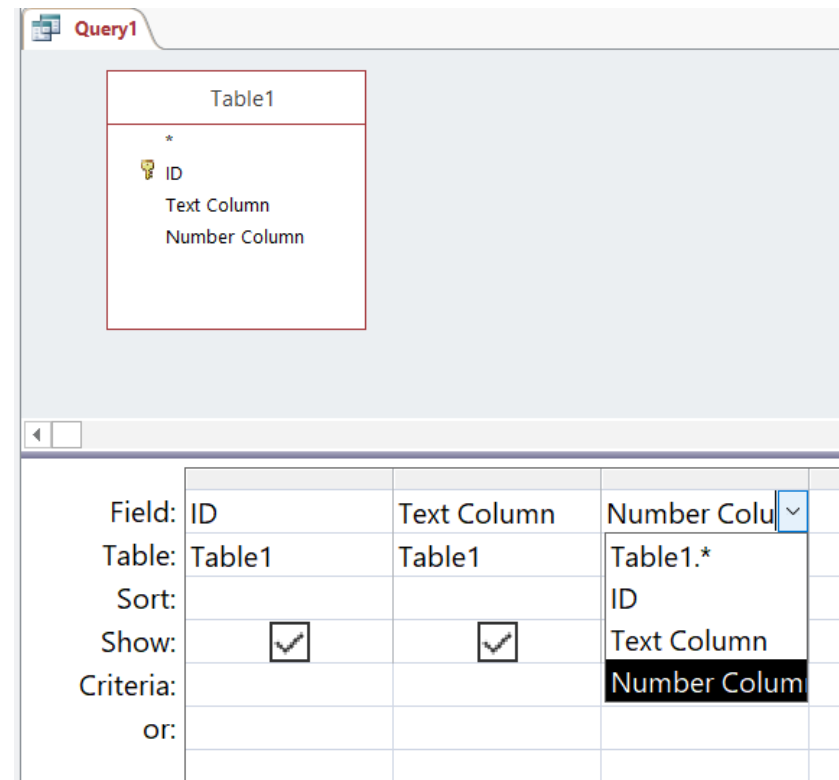 Query1
Table1
*
ID
Text Column
Number Column
Field: ID Text Column Number Colu
Table: Table1 Table1 Table1.*
Sort: ID
Show: Text Column
Criteria: Number Colum
or: